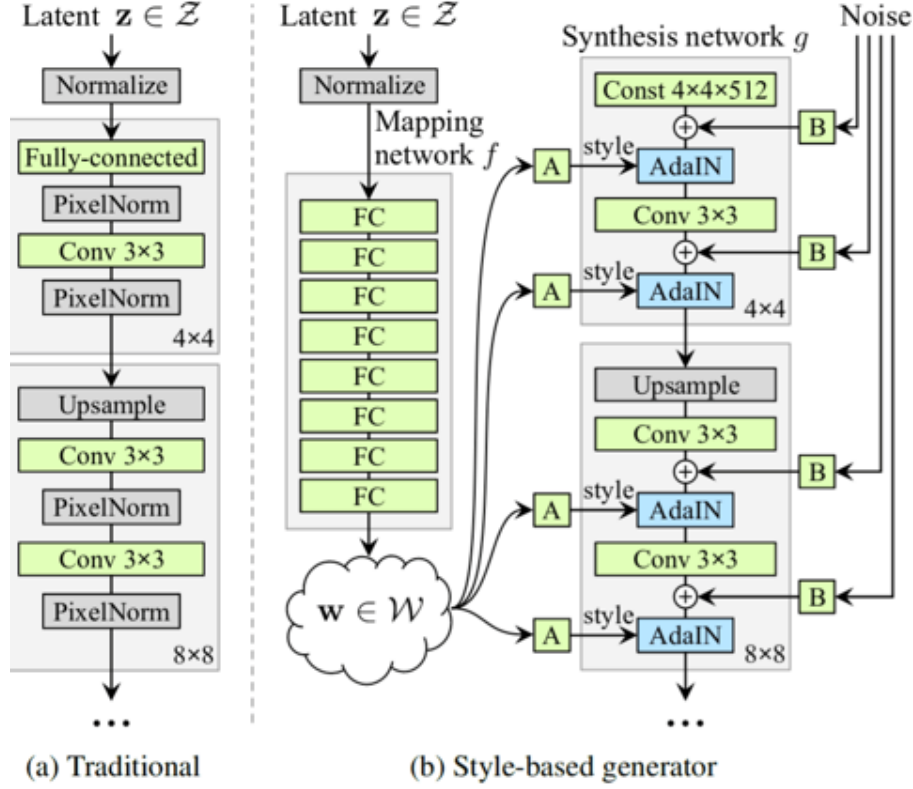 Latent z ∈ Z
Normalize
Fully-connected
PixelNorm
Conv 3×3
PixelNorm
4×4
Upsample
Conv 3×3
PixelNorm
Conv 3×3
PixelNorm
8×8
...
(a) Traditional
Latent z ∈ Z
Normalize
Mapping
network f
FC
FC
FC
FC
FC
FC
FC
FC
w ∈ W
Noise
Synthesis network g
Const 4×4×512
B
A
style
AdaIN
Conv 3×3
B
A
style
AdaIN
4×4
Upsample
Conv 3×3
B
A
style
AdaIN
Conv 3×3
B
A
style
AdaIN
8×8
...
(b) Style-based generator